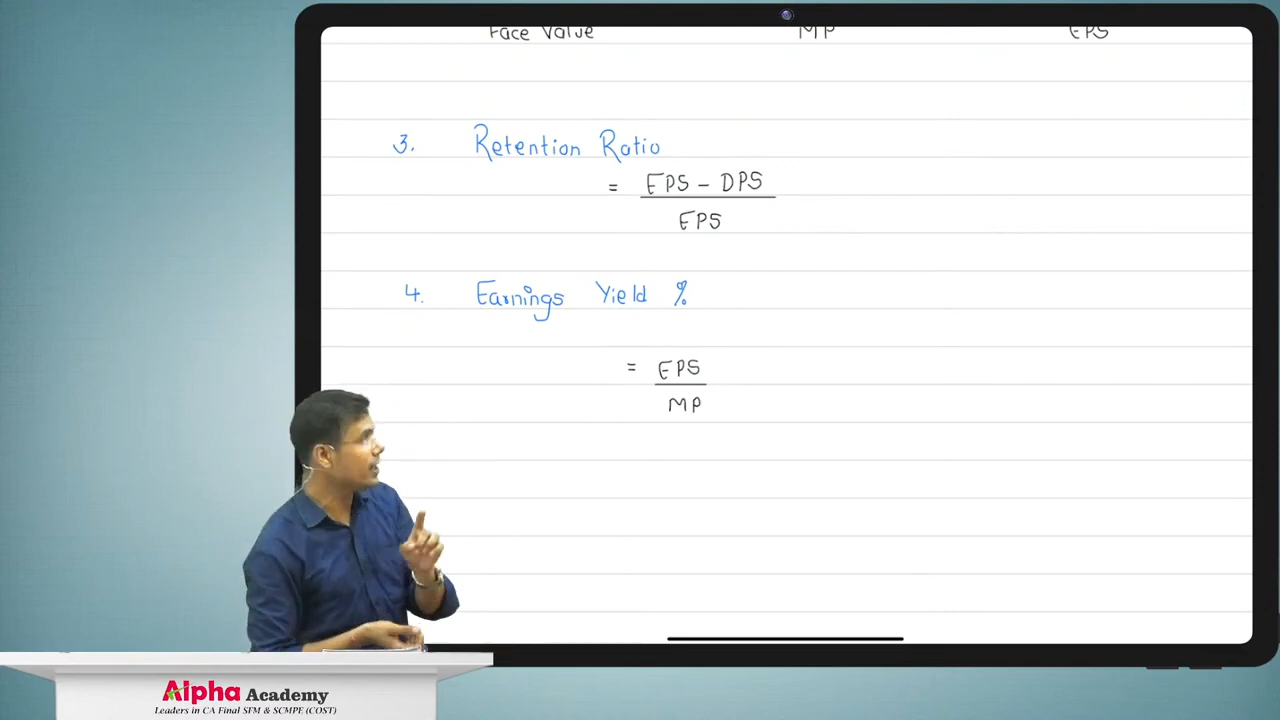 Face Value MP EPS
3. Retention Ratio
= EPS - DPS
EPS
4. Earnings Yield %
= EPS
MP
Alpha Academy
Leaders in CA Final SFM & SCMPE (COST)